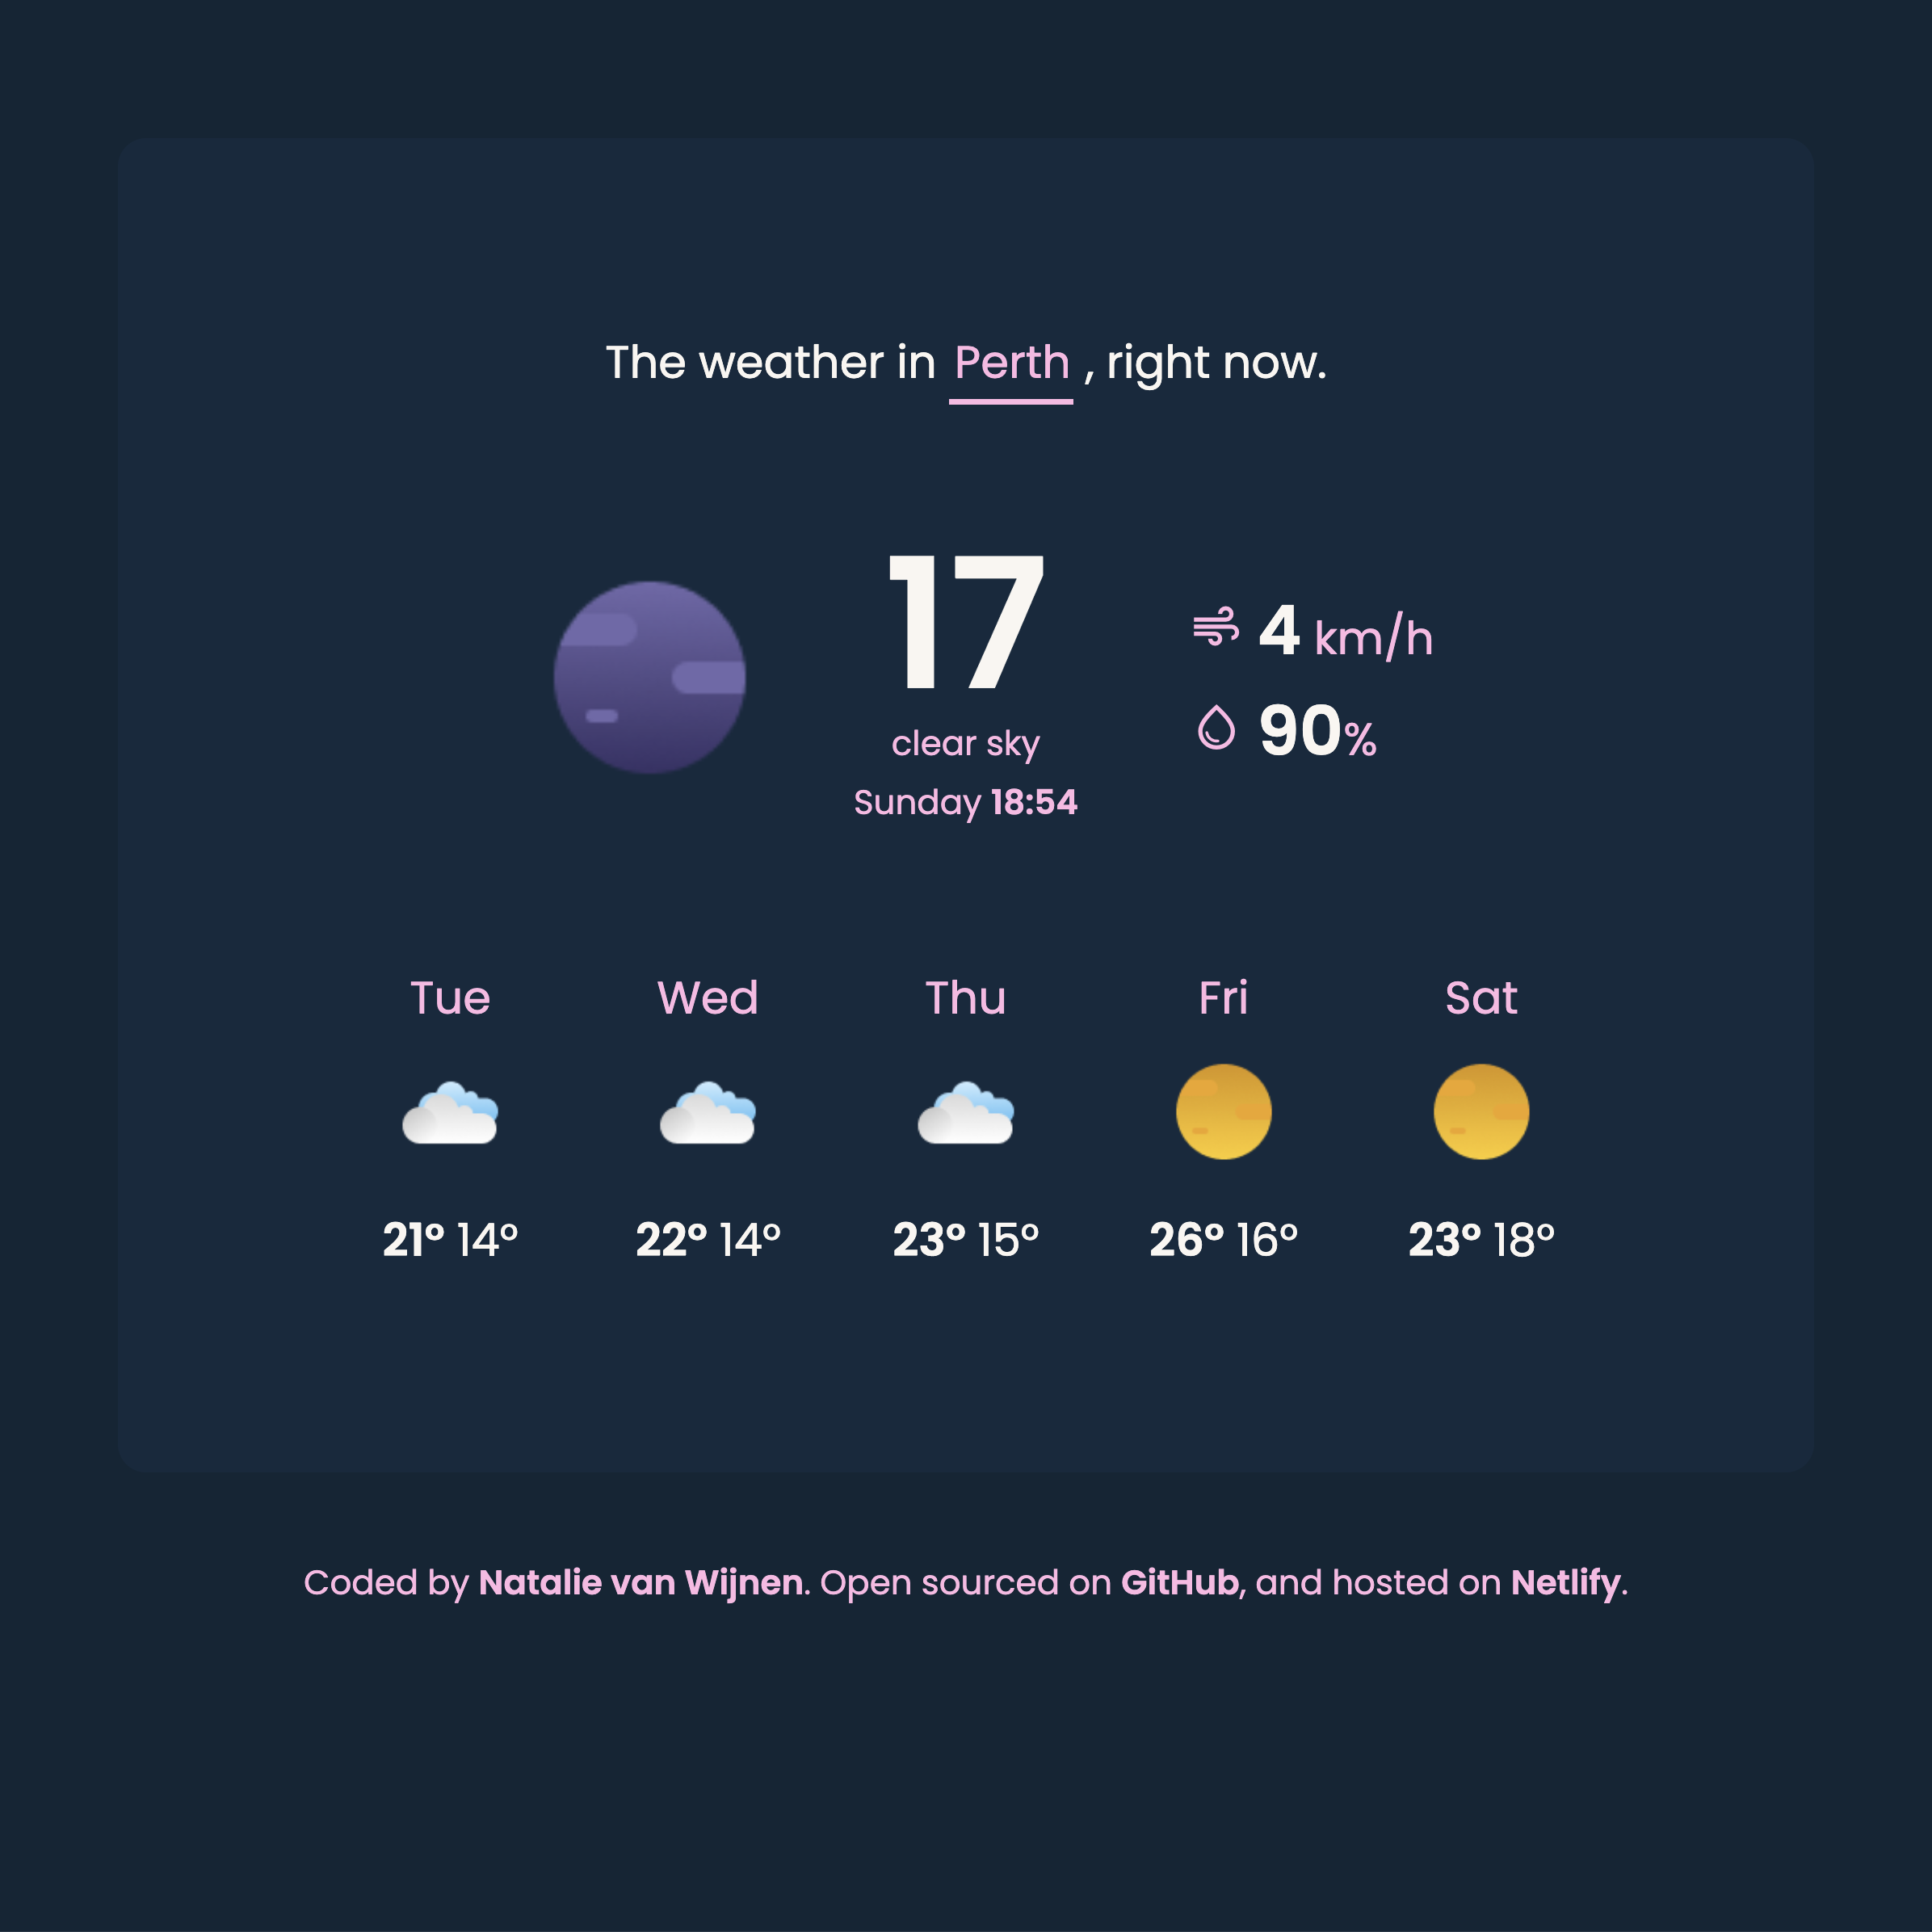 The weather in Perth , right now.
17
clear sky
Sunday 18:54
4 km/h
90%
Tue Wed Thu Fri Sat
21° 14° 22° 14° 23° 15° 26° 16° 23° 18°
Coded by Natalie van Wijnen. Open sourced on GitHub, and hosted on Netlify.